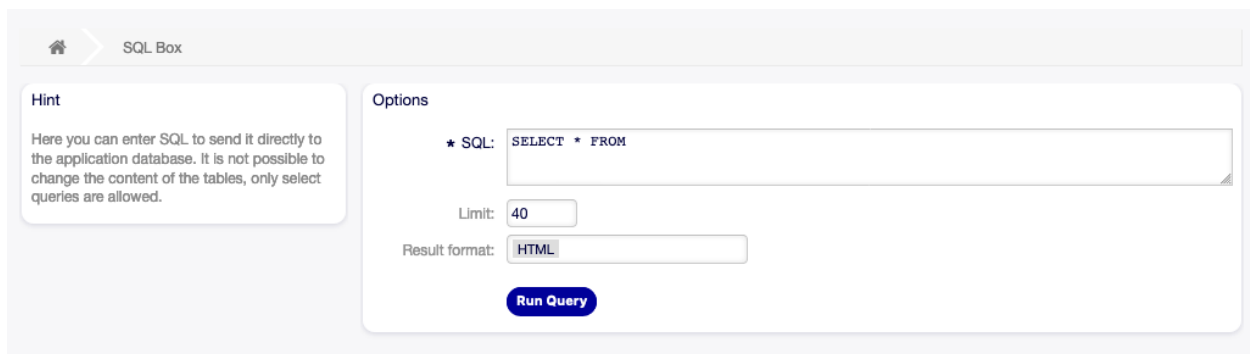 SQL Box
Hint
Here you can enter SQL to send it directly to
the application database. It is not possible to
change the content of the tables, only select
queries are allowed.
Options
★ SQL: SELECT * FROM
Limit: 40
Result format: HTML
Run Query